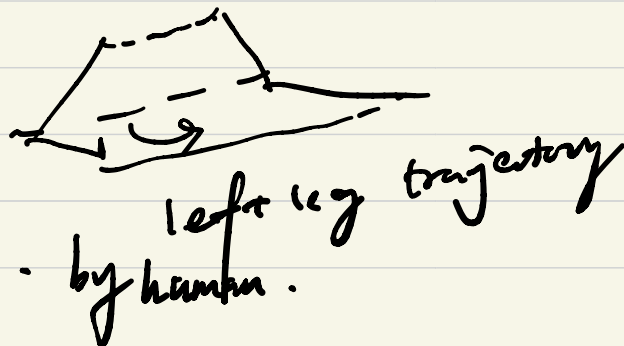 left leg trajectory
. by human .